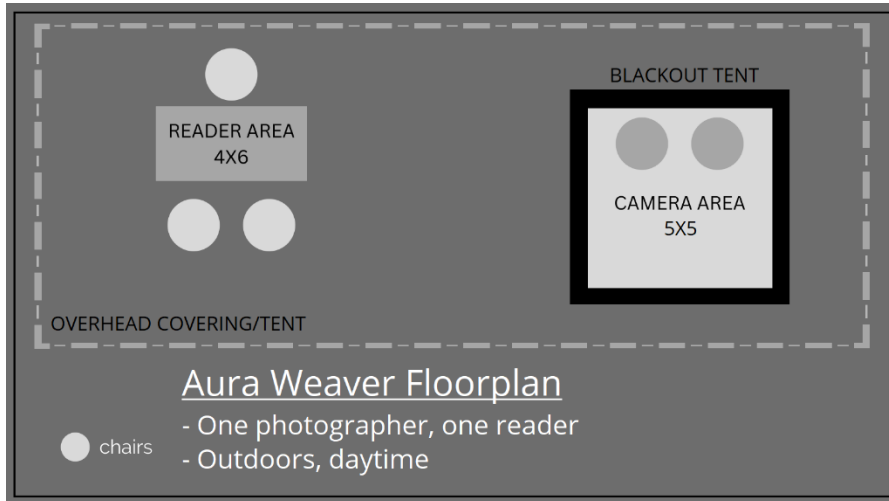 BLACKOUT TENT
READER AREA
4X6
CAMERA AREA
5X5
OVERHEAD COVERING/TENT
Aura Weaver Floorplan
- One photographer, one reader
- Outdoors, daytime
chairs